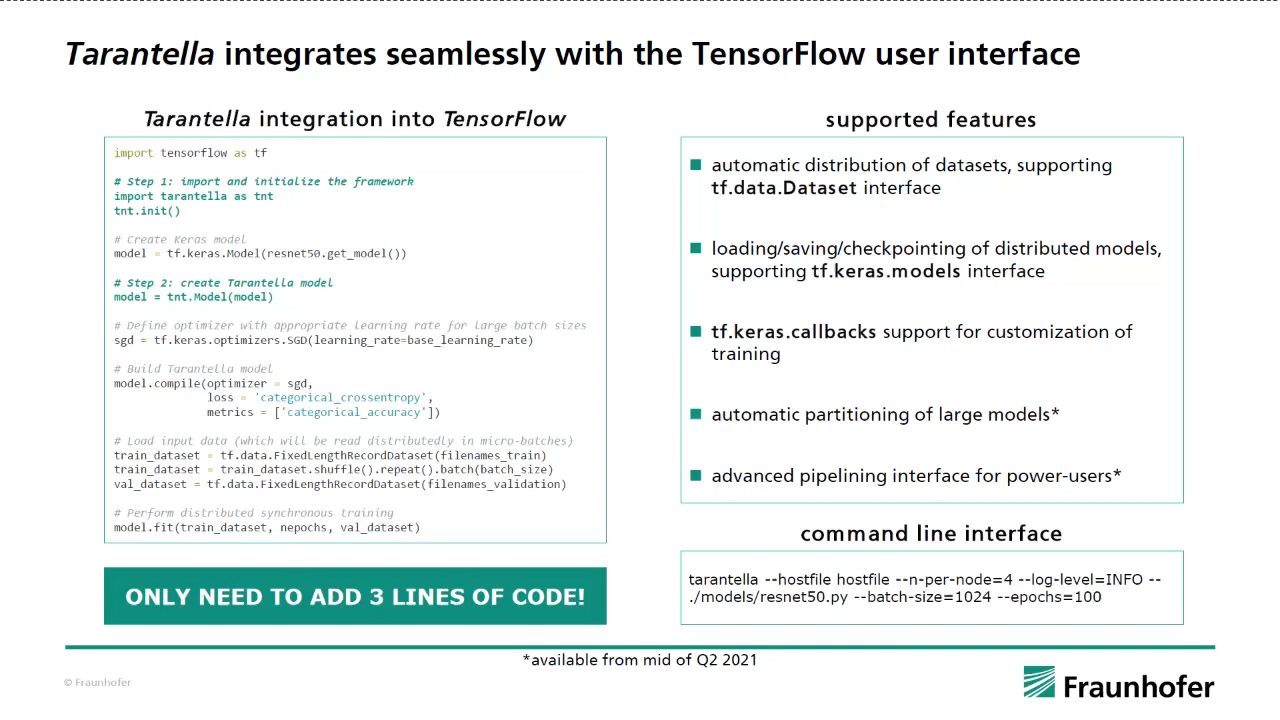 Tarantella integrates seamlessly with the TensorFlow user interface
Tarantella integration into TensorFlow
import tensorflow as tf
# Step 1: import and initialize the framework
import tarantella as tnt
tnt.init()
# Create Keras model
model = tf.keras.Model(resnet50.get_model())
# Step 2: create Tarantella model
model = tnt.Model(model)
# Define optimizer with appropriate learning rate for large batch sizes
sgd = tf.keras.optimizers.SGD(learning_rate=base_learning_rate)
# Build Tarantella model
model.compile(optimizer = sgd,
loss = 'categorical_crossentropy',
metrics = ['categorical_accuracy'])
# Load input data (which will be read distributedly in micro-batches)
train_dataset = tf.data.FixedLengthRecordDataset(filenames_train)
train_dataset = train_dataset.shuffle().repeat().batch(batch_size)
val_dataset = tf.data.FixedLengthRecordDataset(filenames_validation)
# Perform distributed synchronous training
model.fit(train_dataset, nepochs, val_dataset)
ONLY NEED TO ADD 3 LINES OF CODE!
supported features
automatic distribution of datasets, supporting
tf.data.Dataset interface
loading/saving/checkpointing of distributed models,
supporting tf.keras.models interface
tf.keras.callbacks support for customization of
training
automatic partitioning of large models*
advanced pipelining interface for power-users*
command line interface
tarantella --hostfile hostfile --n-per-node=4 --log-level=INFO --
./models/resnet50.py --batch-size=1024 --epochs=100
*available from mid of Q2 2021
© Fraunhofer
Fraunhofer